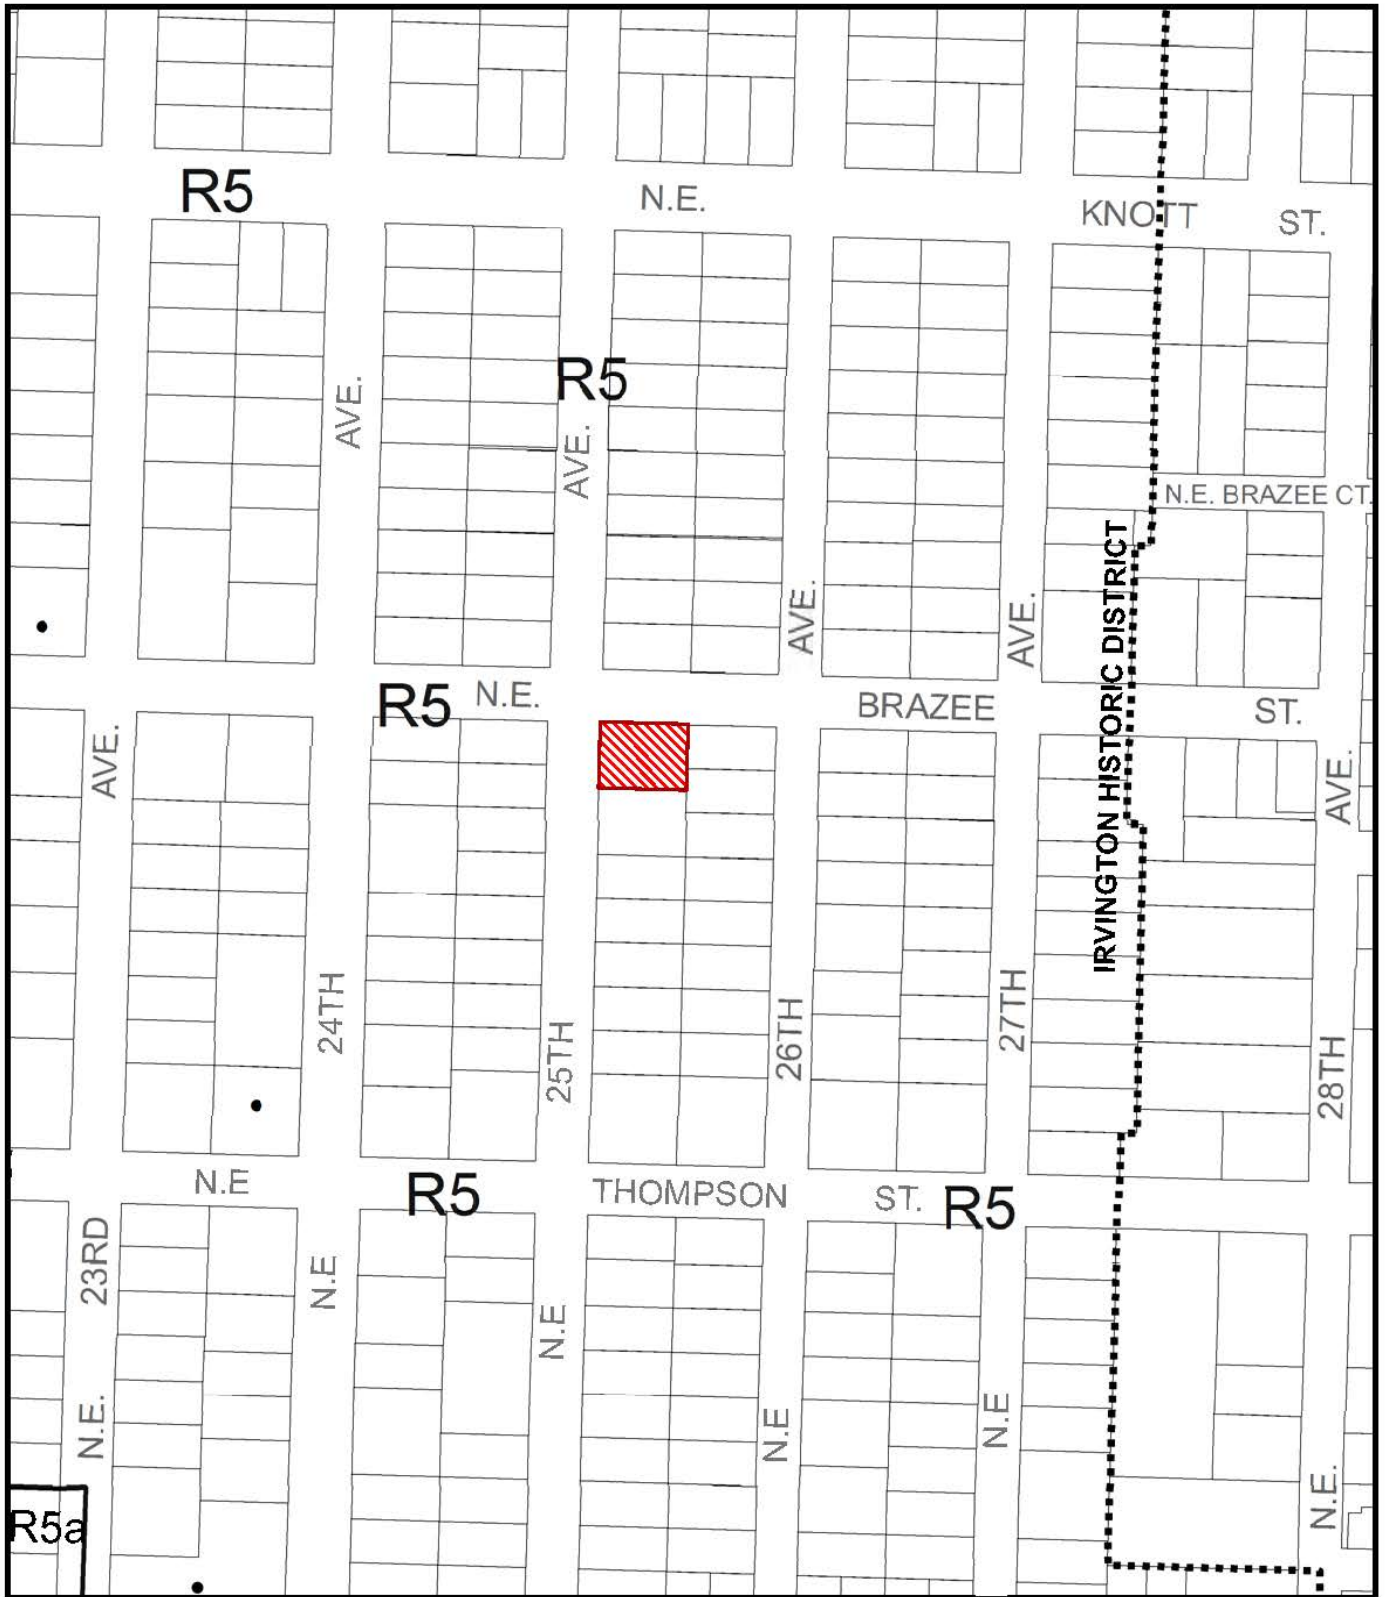 R5
N.E.
KNOTT
ST.
R5
AVE.
AVE.
N.E. BRAZEE CT.
IRVINGTON HISTORIC DISTRICT
AVE.
AVE.
R5
N.E.
BRAZEE
ST.
AVE.
AVE.
24TH
25TH
26TH
27TH
28TH
N.E
R5
THOMPSON
ST.
R5
23RD
N.E
N.E
N.E.
N.E
N.E
N.E.
R5a